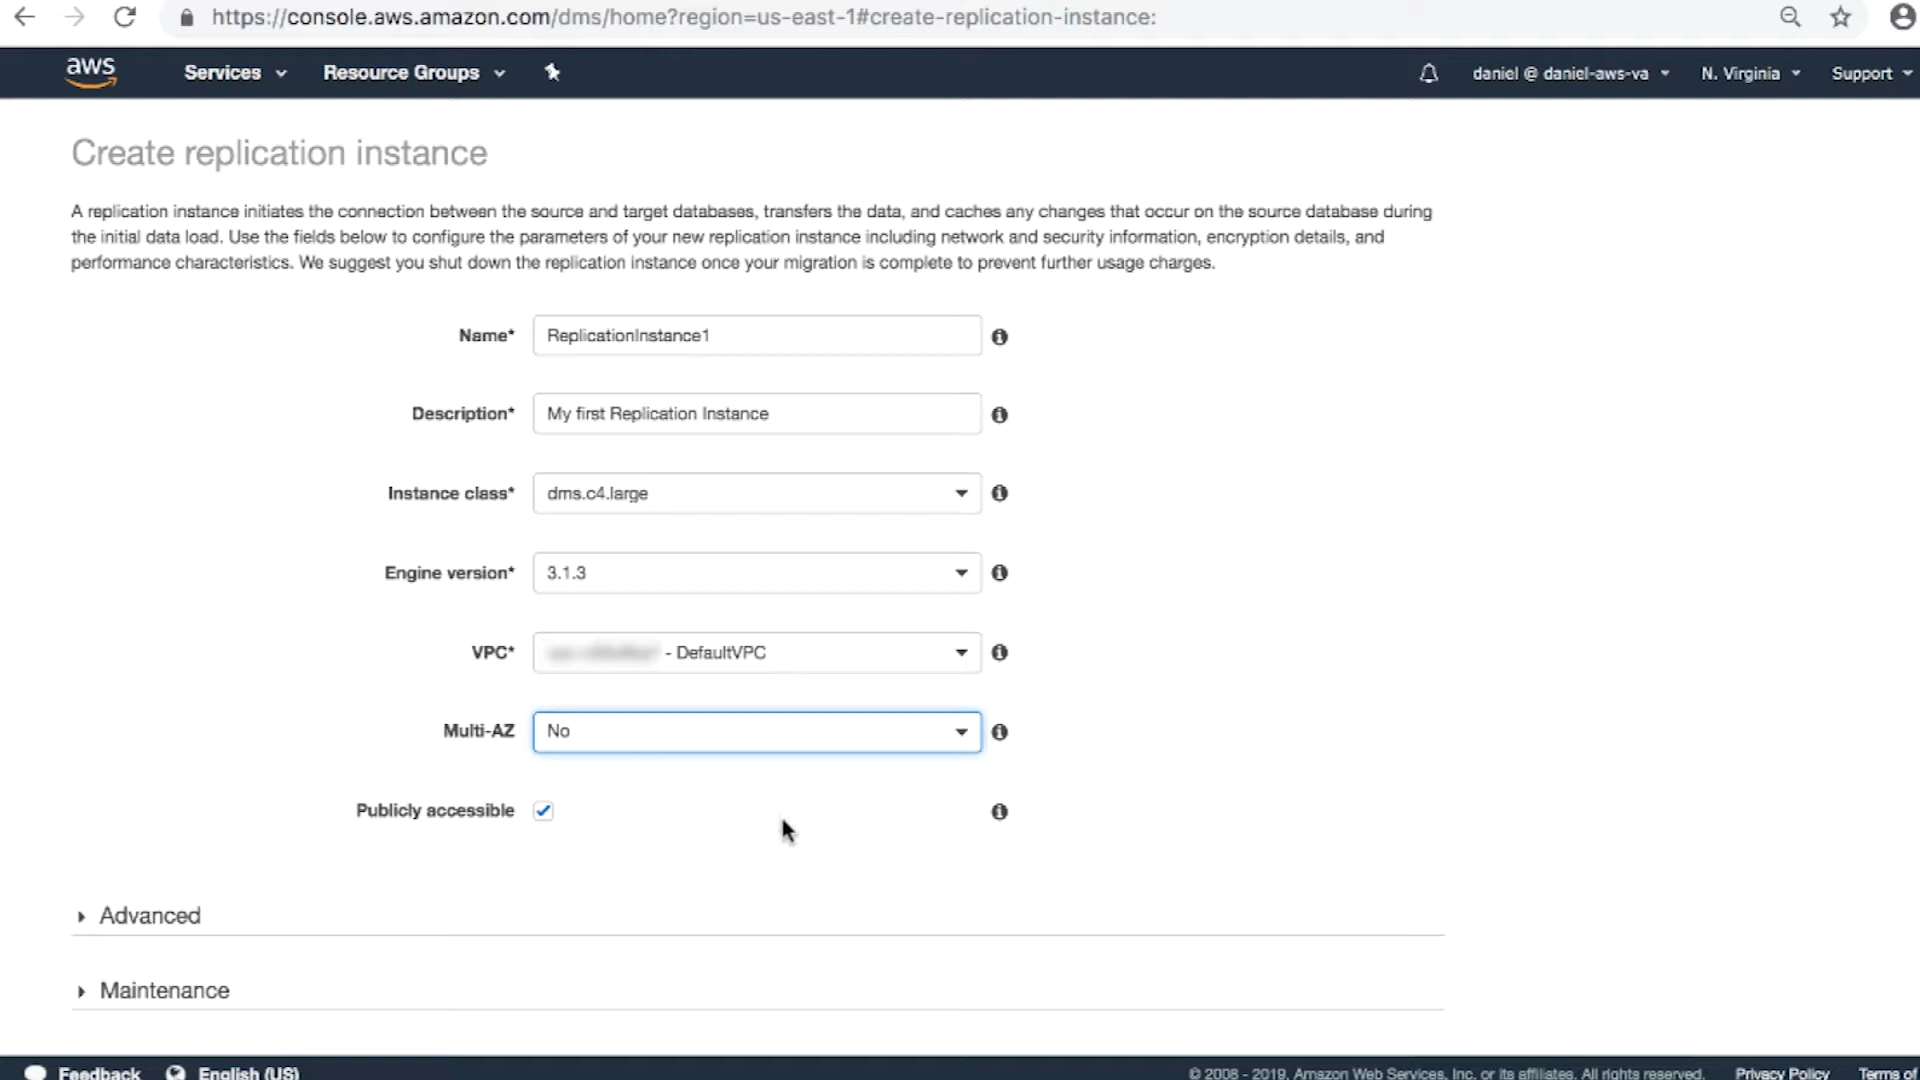 https://console.aws.amazon.com/dms/home?region=us-east-1#create-replication-instance:
aws Services Resource Groups daniel @ daniel-aws-va N. Virginia Support
Create replication instance
A replication instance initiates the connection between the source and target databases, transfers the data, and caches any changes that occur on the source database during
the initial data load. Use the fields below to configure the parameters of your new replication instance including network and security information, encryption details, and
performance characteristics. We suggest you shut down the replication instance once your migration is complete to prevent further usage charges.
Name* ReplicationInstance1
Description* My first Replication Instance
Instance class* dms.c4.large
Engine version* 3.1.3
VPC* - DefaultVPC
Multi-AZ No
Publicly accessible
Advanced
Maintenance
Feedback English (US) © 2008 - 2019, Amazon Web Services, Inc. or its affiliates. All rights reserved. Privacy Policy Terms of